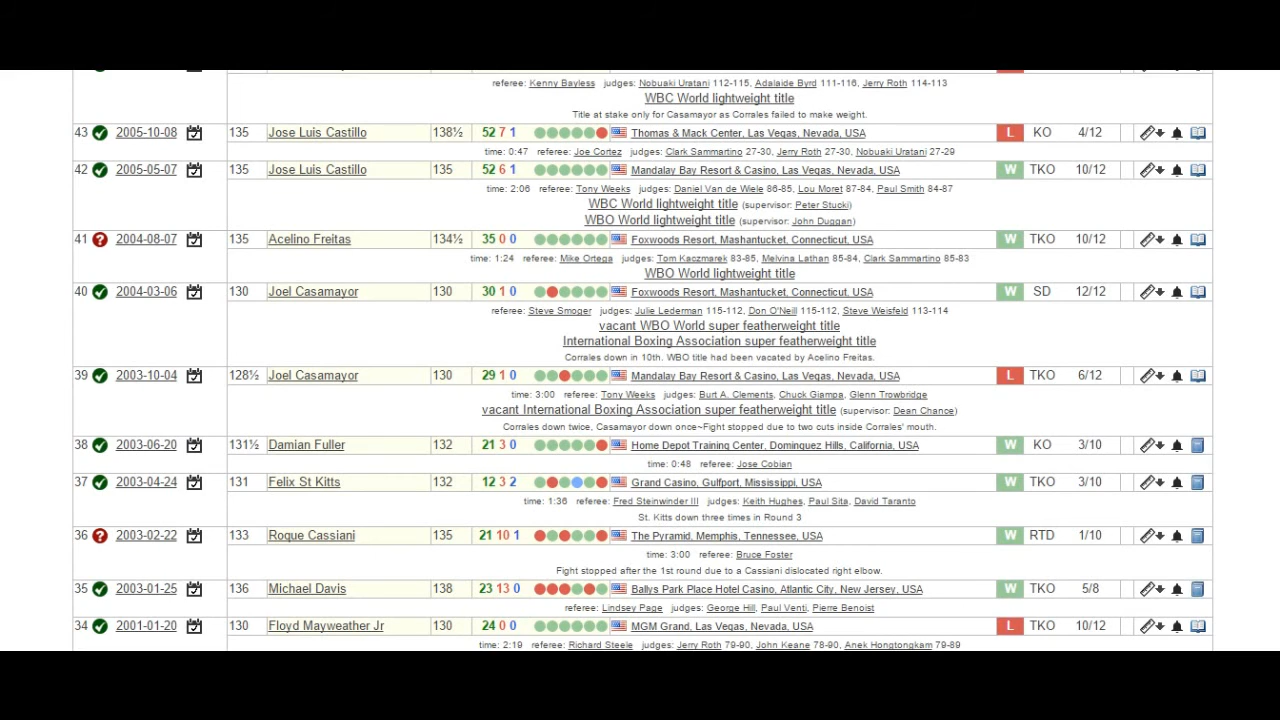 referee: Kenny Bayless judges: Nobuaki Uratani 112-115, Adalaide Byrd 111-116, Jerry Roth 114-113
WBC World lightweight title
Title at stake only for Casamayor as Corrales failed to make weight.
43 2005-10-08 135 Jose Luis Castillo 138½ 52 7 1 Thomas & Mack Center, Las Vegas, Nevada, USA L KO 4/12
time: 0:47 referee: Joe Cortez judges: Clark Sammartino 27-30, Jerry Roth 27-30, Nobuaki Uratani 27-29
42 2005-05-07 135 Jose Luis Castillo 135 52 6 1 Mandalay Bay Resort & Casino, Las Vegas, Nevada, USA W TKO 10/12
time: 2:06 referee: Tony Weeks judges: Daniel Van de Wiele 86-85, Lou Moret 87-84, Paul Smith 84-87
WBC World lightweight title (supervisor: Peter Stucki)
WBO World lightweight title (supervisor: John Duggan)
41 2004-08-07 135 Acelino Freitas 134½ 35 0 0 Foxwoods Resort, Mashantucket, Connecticut, USA W TKO 10/12
time: 1:24 referee: Mike Ortega judges: Tom Kaczmarek 83-85, Melvina Lathan 85-84, Clark Sammartino 85-83
WBO World lightweight title
40 2004-03-06 130 Joel Casamayor 130 30 1 0 Foxwoods Resort, Mashantucket, Connecticut, USA W SD 12/12
referee: Steve Smoger judges: Julie Lederman 115-112, Don O'Neill 115-112, Steve Weisfeld 113-114
vacant WBO World super featherweight title
International Boxing Association super featherweight title
Corrales down in 10th. WBO title had been vacated by Acelino Freitas.
39 2003-10-04 128½ Joel Casamayor 130 29 1 0 Mandalay Bay Resort & Casino, Las Vegas, Nevada, USA L TKO 6/12
time: 3:00 referee: Tony Weeks judges: Burt A. Clements, Chuck Giampa, Glenn Trowbridge
vacant International Boxing Association super featherweight title (supervisor: Dean Chance)
Corrales down twice, Casamayor down once~Fight stopped due to two cuts inside Corrales' mouth.
38 2003-06-20 131½ Damian Fuller 132 21 3 0 Home Depot Training Center, Dominguez Hills, California, USA W KO 3/10
time: 0:48 referee: Jose Cobian
37 2003-04-24 131 Felix St Kitts 132 12 3 2 Grand Casino, Gulfport, Mississippi, USA W TKO 3/10
time: 1:36 referee: Fred Steinwinder III judges: Keith Hughes, Paul Sita, David Taranto
St. Kitts down three times in Round 3
36 2003-02-22 133 Roque Cassiani 135 21 10 1 The Pyramid, Memphis, Tennessee, USA W RTD 1/10
time: 3:00 referee: Bruce Foster
Fight stopped after the 1st round due to a Cassiani dislocated right elbow.
35 2003-01-25 136 Michael Davis 138 23 13 0 Ballys Park Place Hotel Casino, Atlantic City, New Jersey, USA W TKO 5/8
referee: Lindsey Page judges: George Hill, Paul Venti, Pierre Benoist
34 2001-01-20 130 Floyd Mayweather Jr 130 24 0 0 MGM Grand, Las Vegas, Nevada, USA L TKO 10/12
time: 2:19 referee: Richard Steele judges: Jerry Roth 79-90, John Keane 78-90, Anek Hongtongkam 79-89